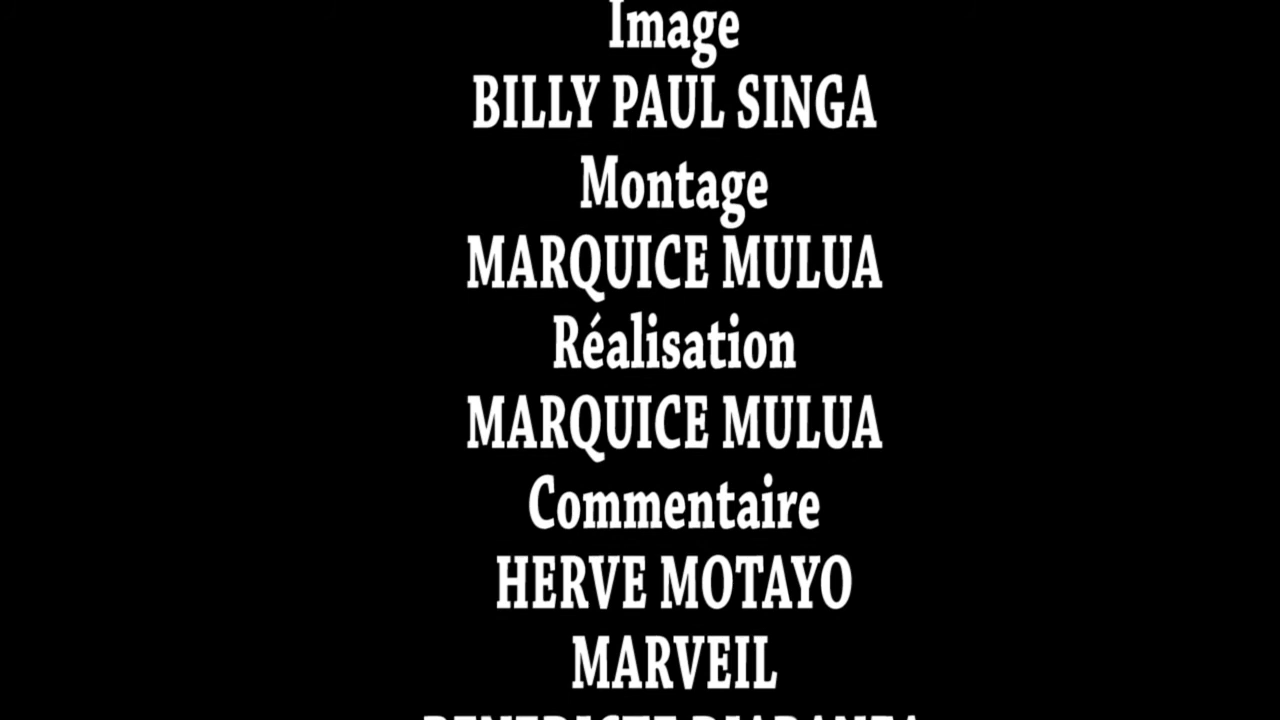 Image
BILLY PAUL SINGA
Montage
MARQUICE MULUA
Réalisation
MARQUICE MULUA
Commentaire
HERVE MOTAYO
MARVEIL